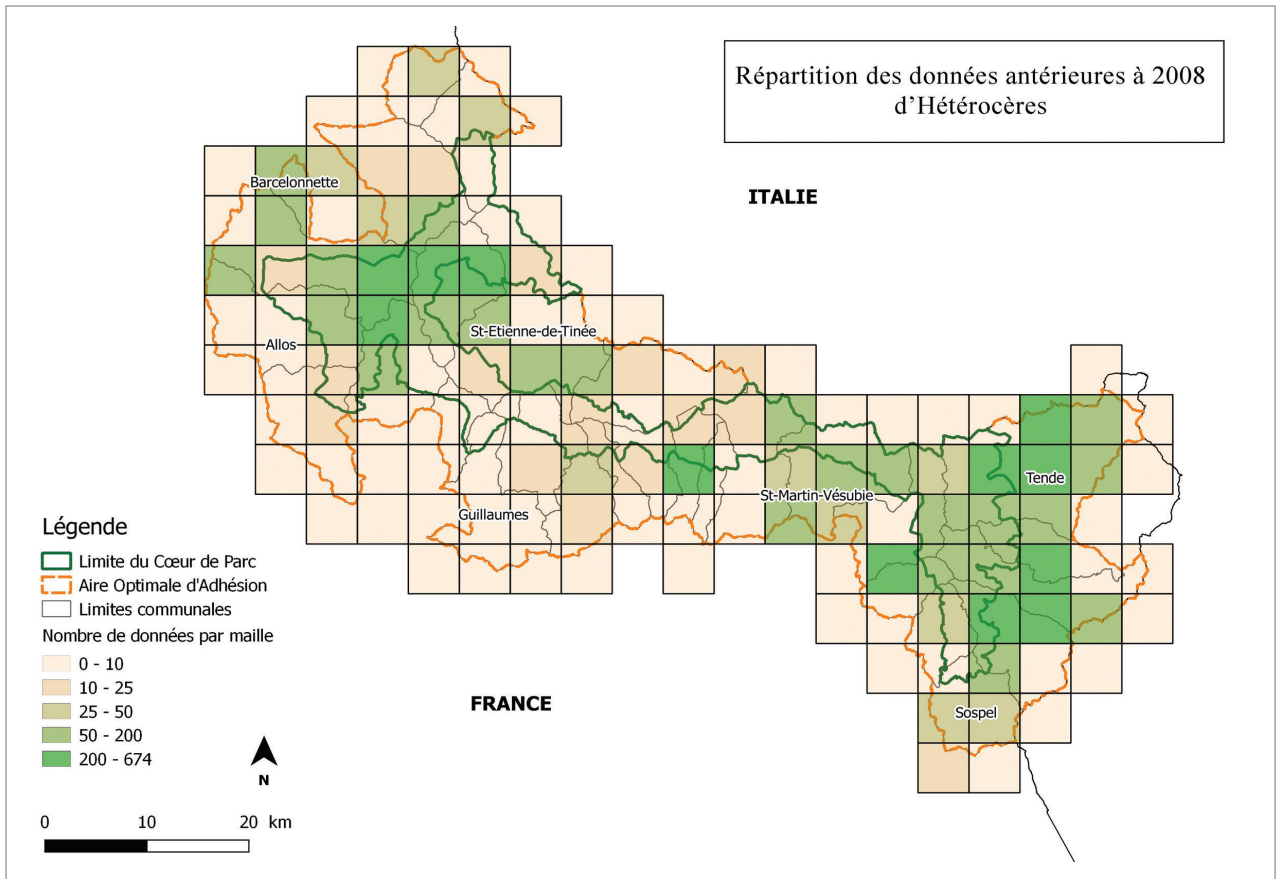 Répartition des données antérieures à 2008
d'Hétérocères
ITALIE
Barcelonnette
St-Etienne-de-Tinée
Allos
Tende
St-Martin-Vésubie
Guillaumes
Sospel
FRANCE
Légende
Limite du Cœur de Parc
Aire Optimale d'Adhésion
Limites communales
Nombre de données par maille
0 - 10
10 - 25
25 - 50
50 - 200
200 - 674
N
0 10 20 km